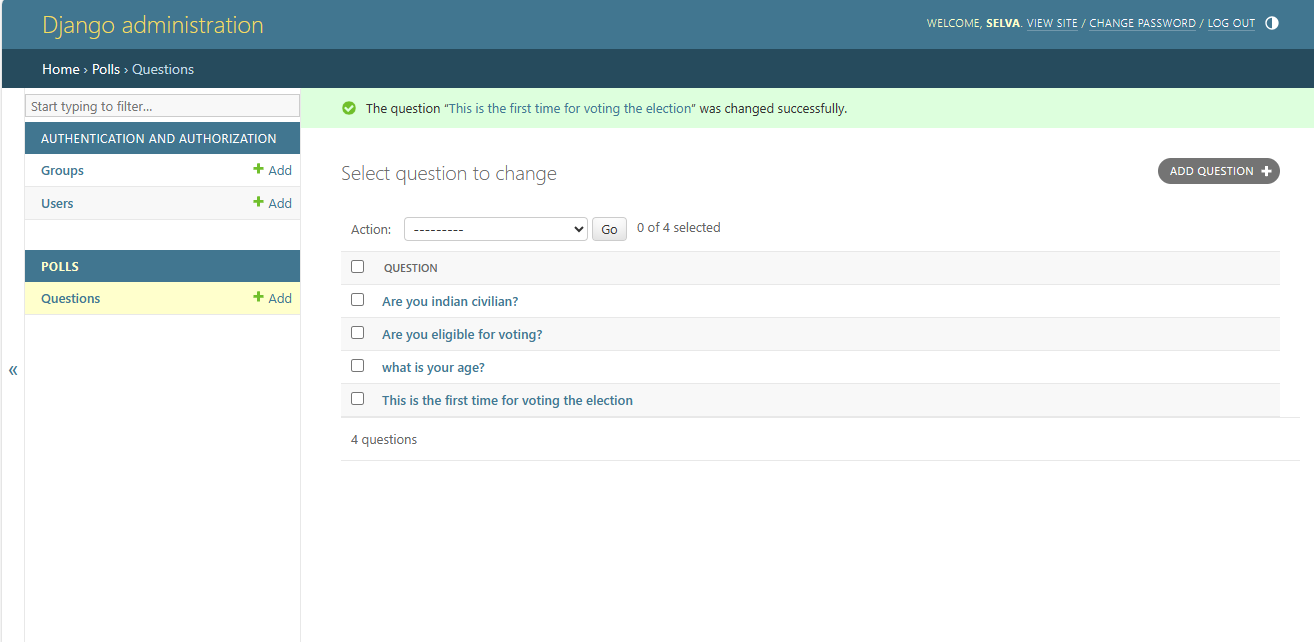 Django administration
WELCOME, SELVA. VIEW SITE / CHANGE PASSWORD / LOG OUT
Home › Polls › Questions
Start typing to filter...
AUTHENTICATION AND AUTHORIZATION
Groups + Add
Users + Add
POLLS
Questions + Add
«
The question “This is the first time for voting the election” was changed successfully.
Select question to change
ADD QUESTION +
Action: --------- Go 0 of 4 selected
QUESTION
Are you indian civilian?
Are you eligible for voting?
what is your age?
This is the first time for voting the election
4 questions